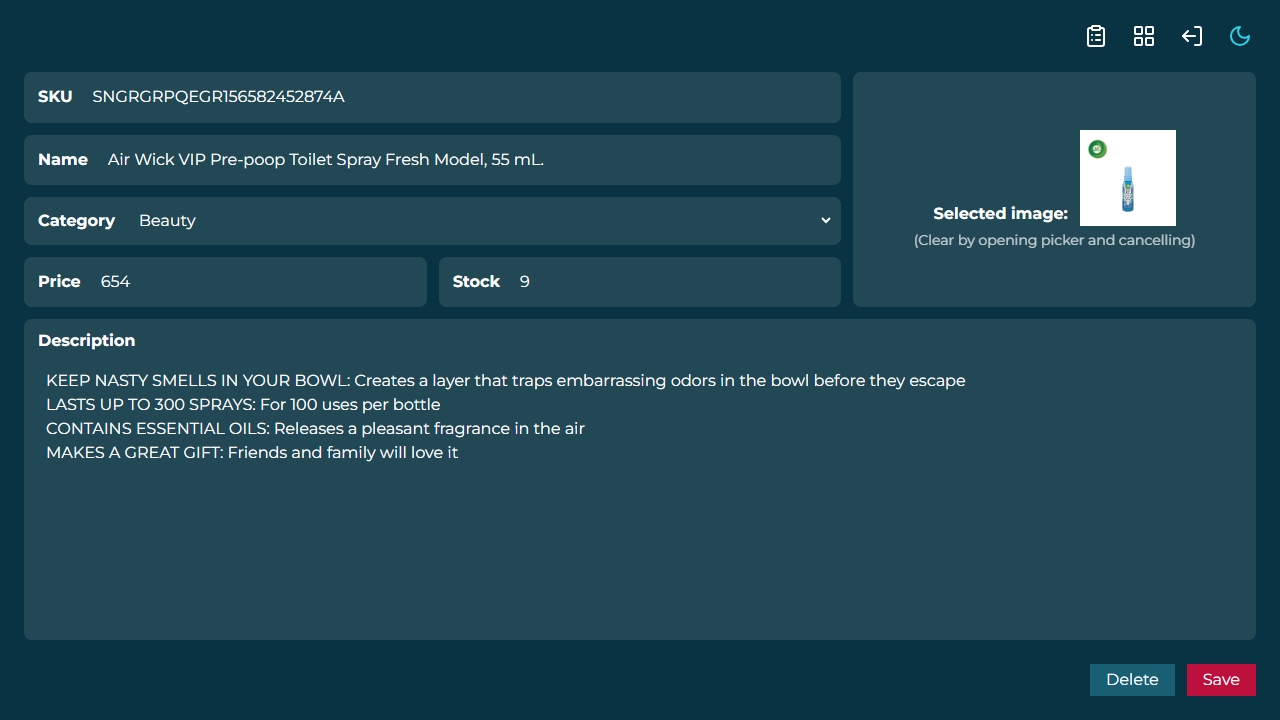 SKU SNGRGRPQEGR156582452874A
Name Air Wick VIP Pre-poop Toilet Spray Fresh Model, 55 mL.
Category Beauty
Price 654
Stock 9
Selected image:
(Clear by opening picker and cancelling)
Description
KEEP NASTY SMELLS IN YOUR BOWL: Creates a layer that traps embarrassing odors in the bowl before they escape
LASTS UP TO 300 SPRAYS: For 100 uses per bottle
CONTAINS ESSENTIAL OILS: Releases a pleasant fragrance in the air
MAKES A GREAT GIFT: Friends and family will love it
Delete
Save